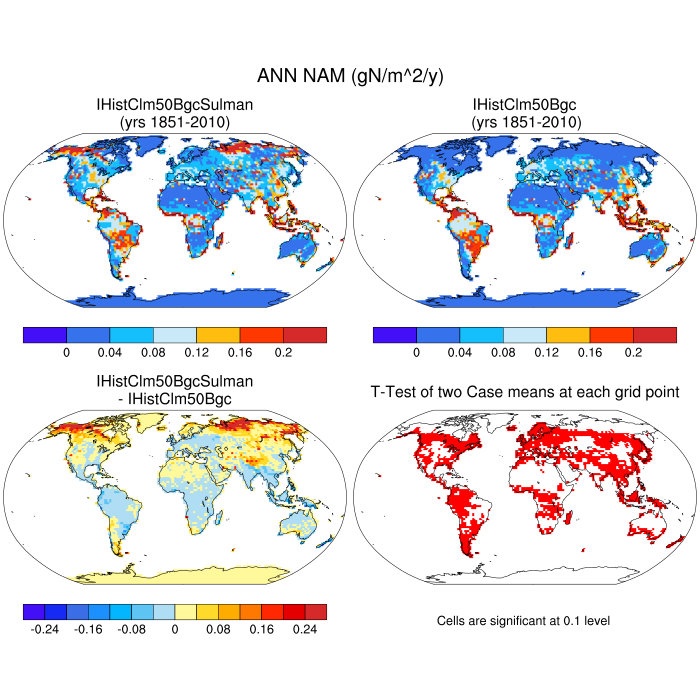 ANN NAM (gN/m^2/y)
IHistClm50BgcSulman
(yrs 1851-2010)
IHistClm50Bgc
(yrs 1851-2010)
0 0.04 0.08 0.12 0.16 0.2
0 0.04 0.08 0.12 0.16 0.2
IHistClm50BgcSulman
- IHistClm50Bgc
T-Test of two Case means at each grid point
-0.24 -0.16 -0.08 0 0.08 0.16 0.24
Cells are significant at 0.1 level